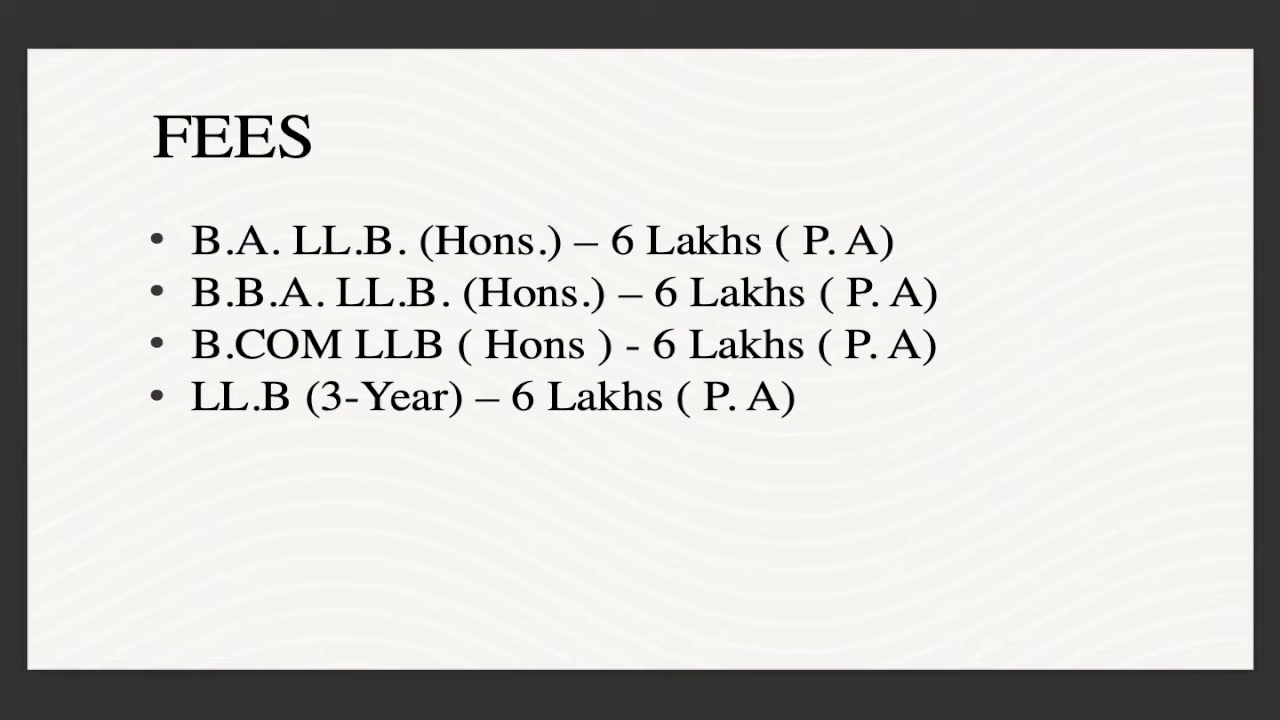 FEES
• B.A. LL.B. (Hons.) – 6 Lakhs ( P. A)
• B.B.A. LL.B. (Hons.) – 6 Lakhs ( P. A)
• B.COM LLB ( Hons ) - 6 Lakhs ( P. A)
• LL.B (3-Year) – 6 Lakhs ( P. A)